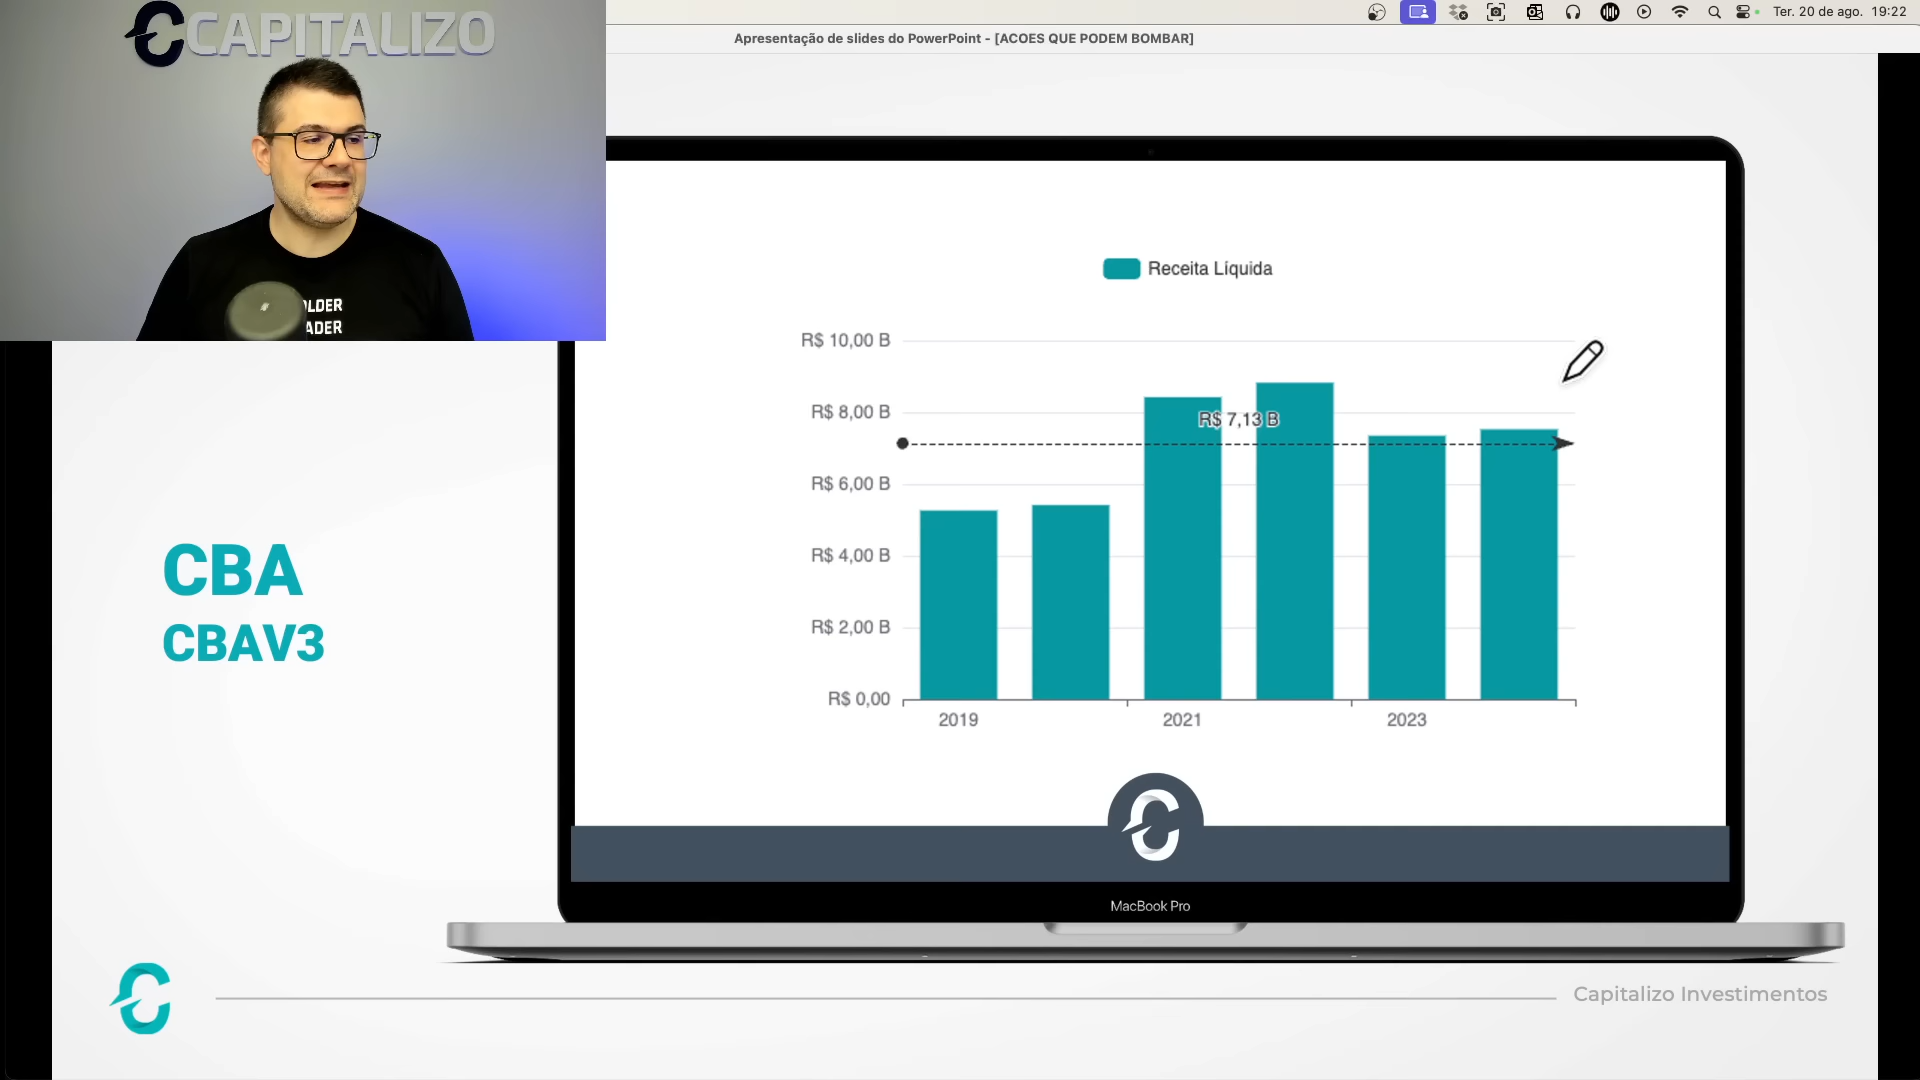 CAPITALIZO
Ter. 20 de ago. 19:22
Apresentação de slides do PowerPoint - [ACOES QUE PODEM BOMBAR]
OLDER
ADER
Receita Líquida
R$ 10,00 B
R$ 8,00 B
R$ 7,13 B
R$ 6,00 B
R$ 4,00 B
R$ 2,00 B
R$ 0,00
2019
2021
2023
CBA
CBAV3
MacBook Pro
Capitalizo Investimentos